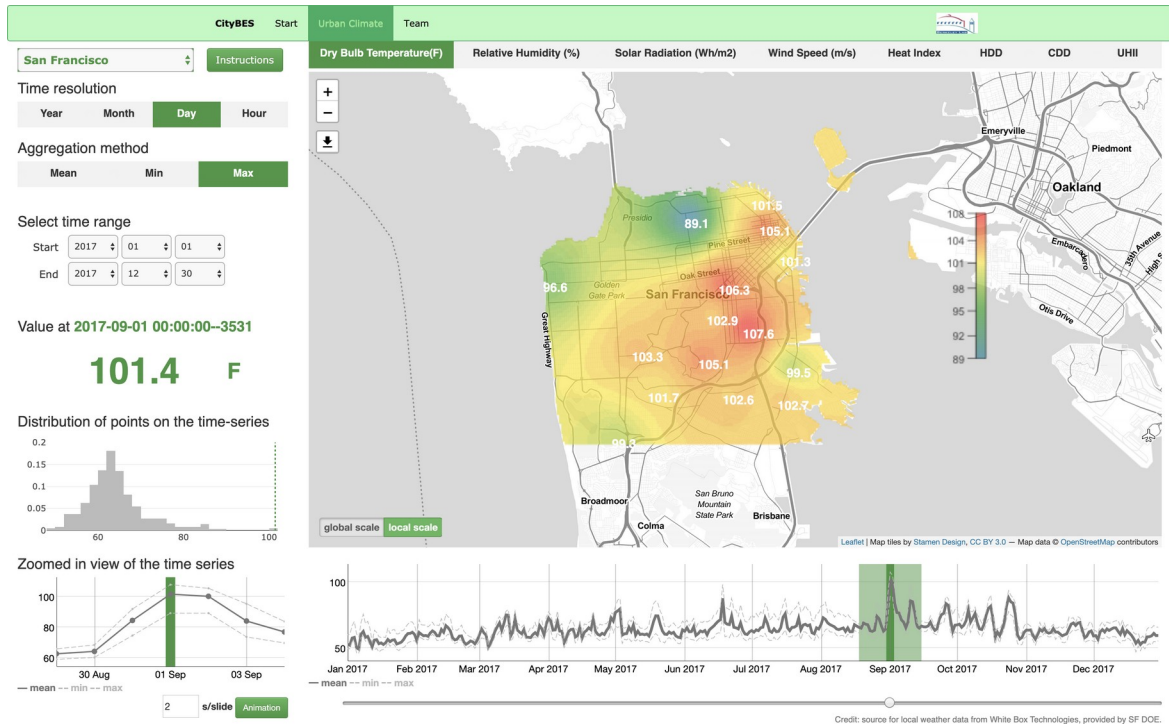 CityBES Start Urban Climate Team
San Francisco Instructions
Time resolution
Year Month Day Hour
Aggregation method
Mean Min Max
Select time range
Start 2017 01 01
End 2017 12 30
Value at 2017-09-01 00:00:00--3531
101.4 F
Distribution of points on the time-series
0.2
0.15
0.1
0.05
0
60 80 100
Zoomed in view of the time series
100
80
60
30 Aug 01 Sep 03 Sep
mean min max
2 s/slide Animation
Dry Bulb Temperature(F) Relative Humidity (%) Solar Radiation (Wh/m2) Wind Speed (m/s) Heat Index HDD CDD UHII
+
−
Emeryville
Piedmont
Oakland
Embarcadero
35th Avenue
High S
Otis Drive
Presidio
89.1
101.5
105.1
Pine Street
101.3
Oak Street
96.6
Golden
Gate Park
San Francisco
106.3
102.9
107.6
Great Highway
103.3
105.1
99.5
101.7
102.6
102.7
99.3
108
104
101
98
95
92
89
Broadmoor
Colma
San Bruno
Mountain
State Park
Brisbane
global scale local scale
Leaflet | Map tiles by Stamen Design, CC BY 3.0 — Map data © OpenStreetMap contributors
100
50
Jan 2017 Feb 2017 Mar 2017 Apr 2017 May 2017 Jun 2017 Jul 2017 Aug 2017 Sep 2017 Oct 2017 Nov 2017 Dec 2017
mean min max
Credit: source for local weather data from White Box Technologies, provided by SF DOE.